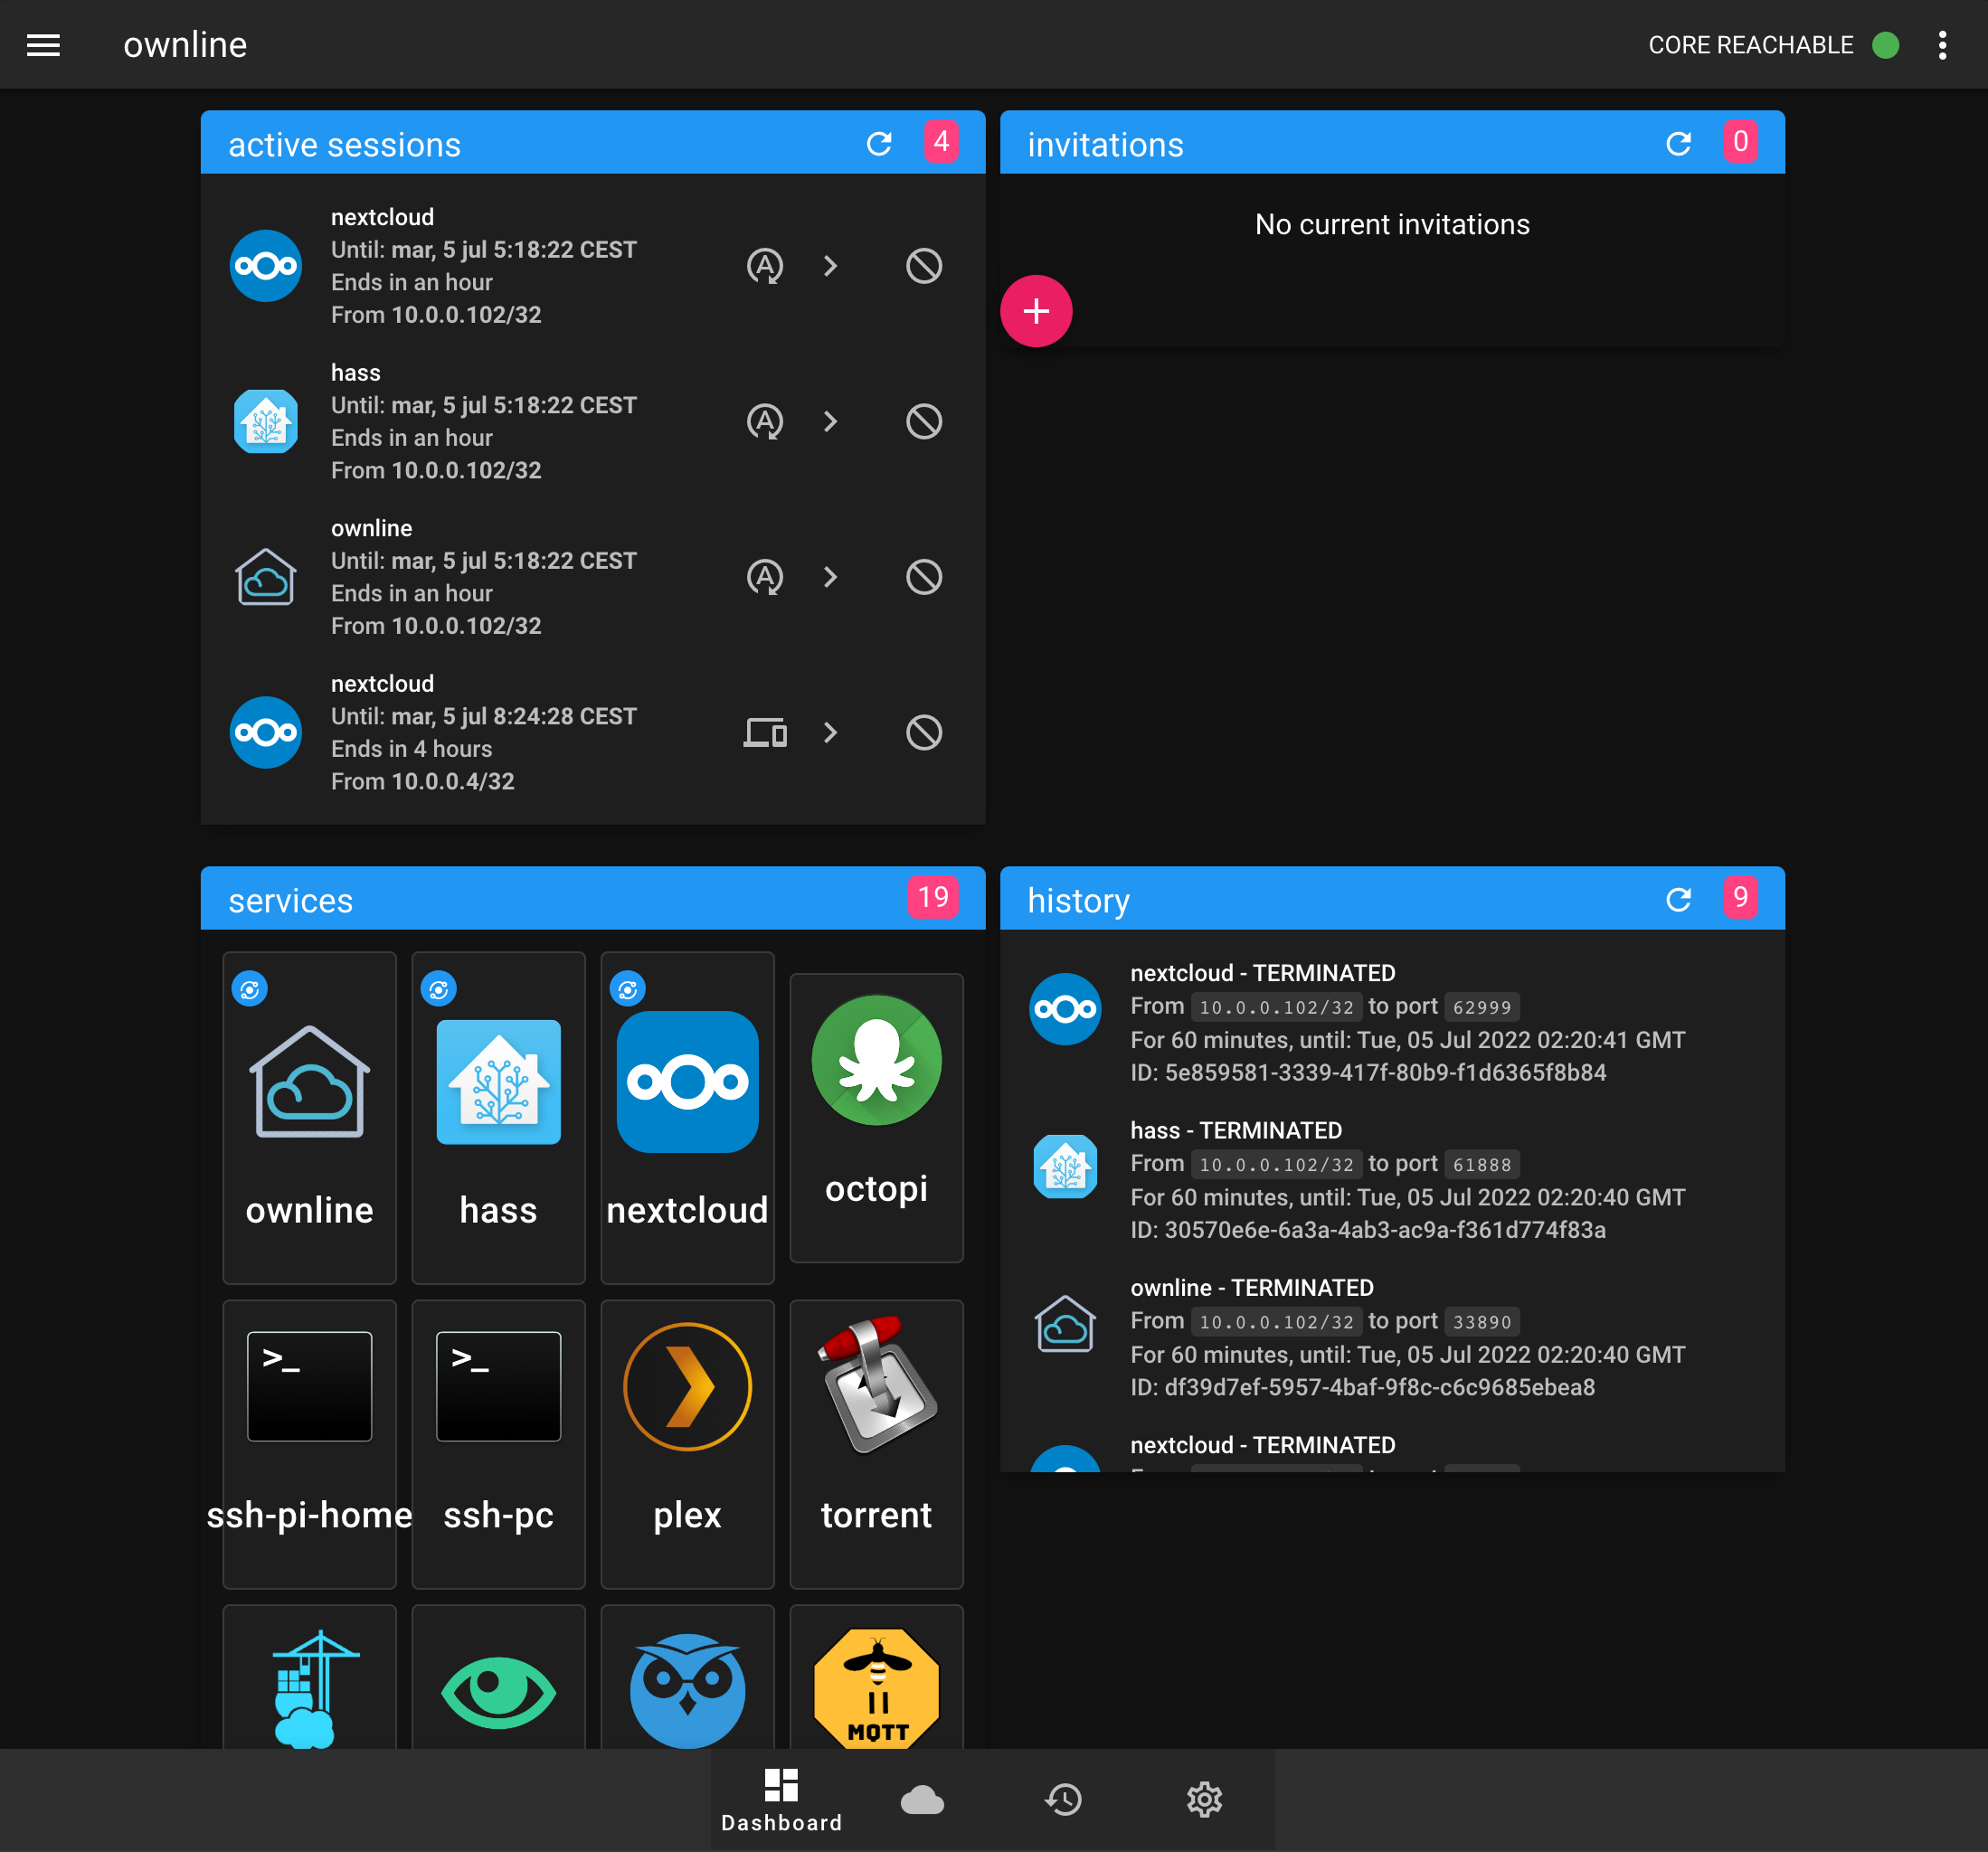 ownline
CORE REACHABLE
active sessions
4
nextcloud
Until: mar, 5 jul 5:18:22 CEST
Ends in an hour
From 10.0.0.102/32
hass
Until: mar, 5 jul 5:18:22 CEST
Ends in an hour
From 10.0.0.102/32
ownline
Until: mar, 5 jul 5:18:22 CEST
Ends in an hour
From 10.0.0.102/32
nextcloud
Until: mar, 5 jul 8:24:28 CEST
Ends in 4 hours
From 10.0.0.4/32
invitations
0
No current invitations
services
19
ownline
hass
nextcloud
octopi
>_
>_
ssh-pi-home
ssh-pc
plex
torrent
MQTT
history
9
nextcloud - TERMINATED
From 10.0.0.102/32 to port 62999
For 60 minutes, until: Tue, 05 Jul 2022 02:20:41 GMT
ID: 5e859581-3339-417f-80b9-f1d6365f8b84
hass - TERMINATED
From 10.0.0.102/32 to port 61888
For 60 minutes, until: Tue, 05 Jul 2022 02:20:40 GMT
ID: 30570e6e-6a3a-4ab3-ac9a-f361d774f83a
ownline - TERMINATED
From 10.0.0.102/32 to port 33890
For 60 minutes, until: Tue, 05 Jul 2022 02:20:40 GMT
ID: df39d7ef-5957-4baf-9f8c-c6c9685ebea8
nextcloud - TERMINATED
Dashboard